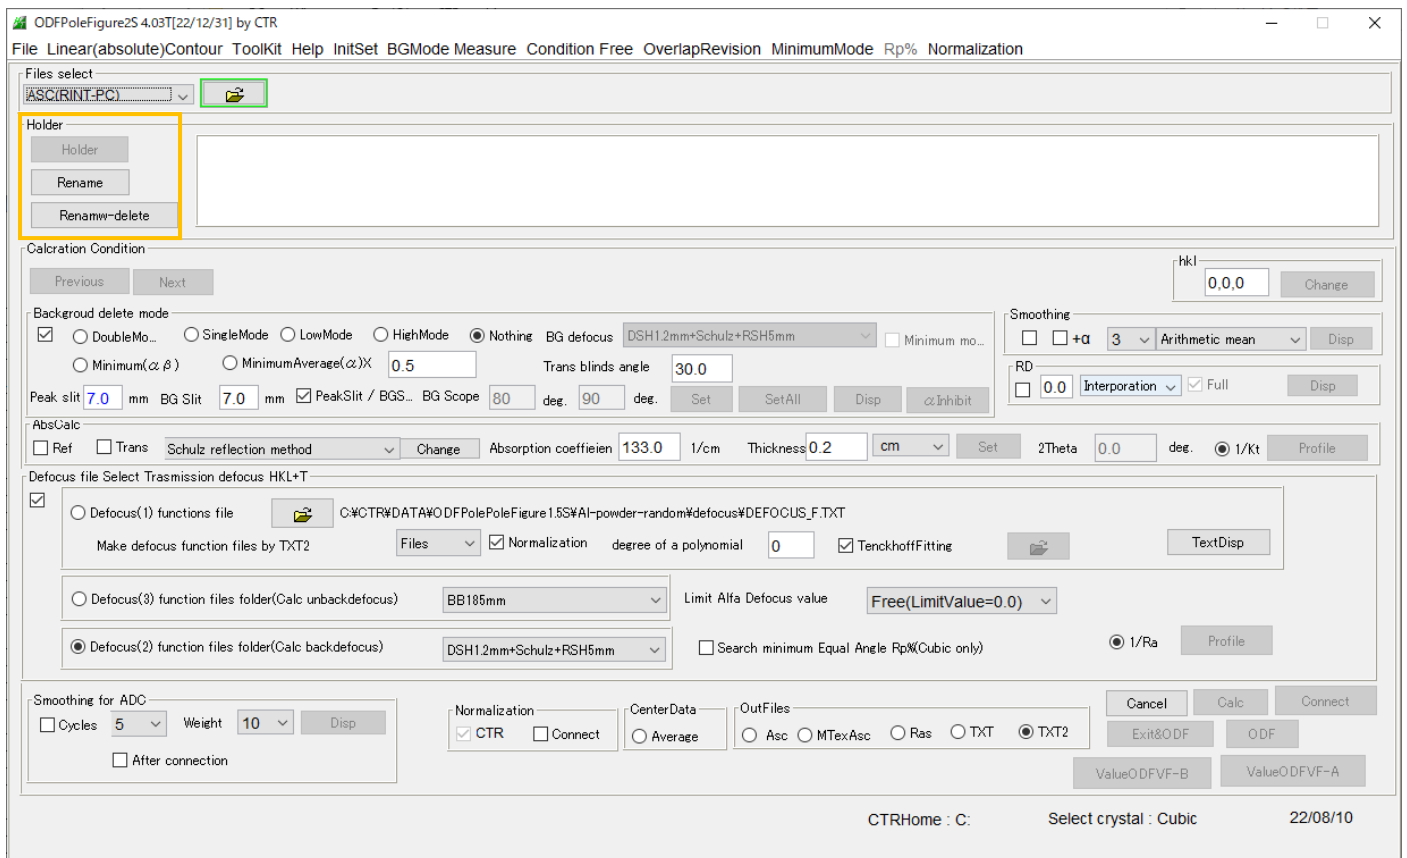 ODFPoleFigure2S 4.03T[22/12/31] by CTR
File Linear(absolute)Contour ToolKit Help InitSet BGMode Measure Condition Free OverlapRevision MinimumMode Rp% Normalization
Files select
ASC(RINT-PC)
Holder
Holder
Rename
Renamw-delete
Calcration Condition
Previous Next
hkl
0,0,0 Change
Backgroud delete mode
DoubleMo... SingleMode LowMode HighMode Nothing BG defocus DSH1.2mm+Schulz+RSH5mm Minimum mo...
Minimum(αβ) MinimumAverage(α)X 0.5 Trans blinds angle 30.0
Peak slit 7.0 mm BG Slit 7.0 mm PeakSlit / BGS... BG Scope 80 deg. 90 deg. Set SetAll Disp αInhibit
Smoothing
+α 3 Arithmetic mean Disp
RD
0.0 Interporation Full Disp
AbsCalc
Ref Trans Schulz reflection method Change Absorption coeffieien 133.0 1/cm Thickness 0.2 cm Set 2Theta 0.0 deg. 1/Kt Profile
Defocus file Select Trasmission defocus HKL+T
Defocus(1) functions file C:¥CTR¥DATA¥ODFPolePoleFigure1.5S¥Al-powder-random¥defocus¥DEFOCUS_F.TXT
Make defocus function files by TXT2 Files Normalization degree of a polynomial 0 TenckhoffFitting TextDisp
Defocus(3) function files folder(Calc unbackdefocus) BB185mm Limit Alfa Defocus value Free(LimitValue=0.0)
Defocus(2) function files folder(Calc backdefocus) DSH1.2mm+Schulz+RSH5mm Search minimum Equal Angle Rp%(Cubic only) 1/Ra Profile
Smoothing for ADC
Cycles 5 Weight 10 Disp
After connection
Normalization
CTR Connect
CenterData
Average
OutFiles
Asc MTexAsc Ras TXT TXT2
Cancel Calc Connect
Exit&ODF ODF
ValueODFVF-B ValueODFVF-A
CTRHome : C: Select crystal : Cubic 22/08/10